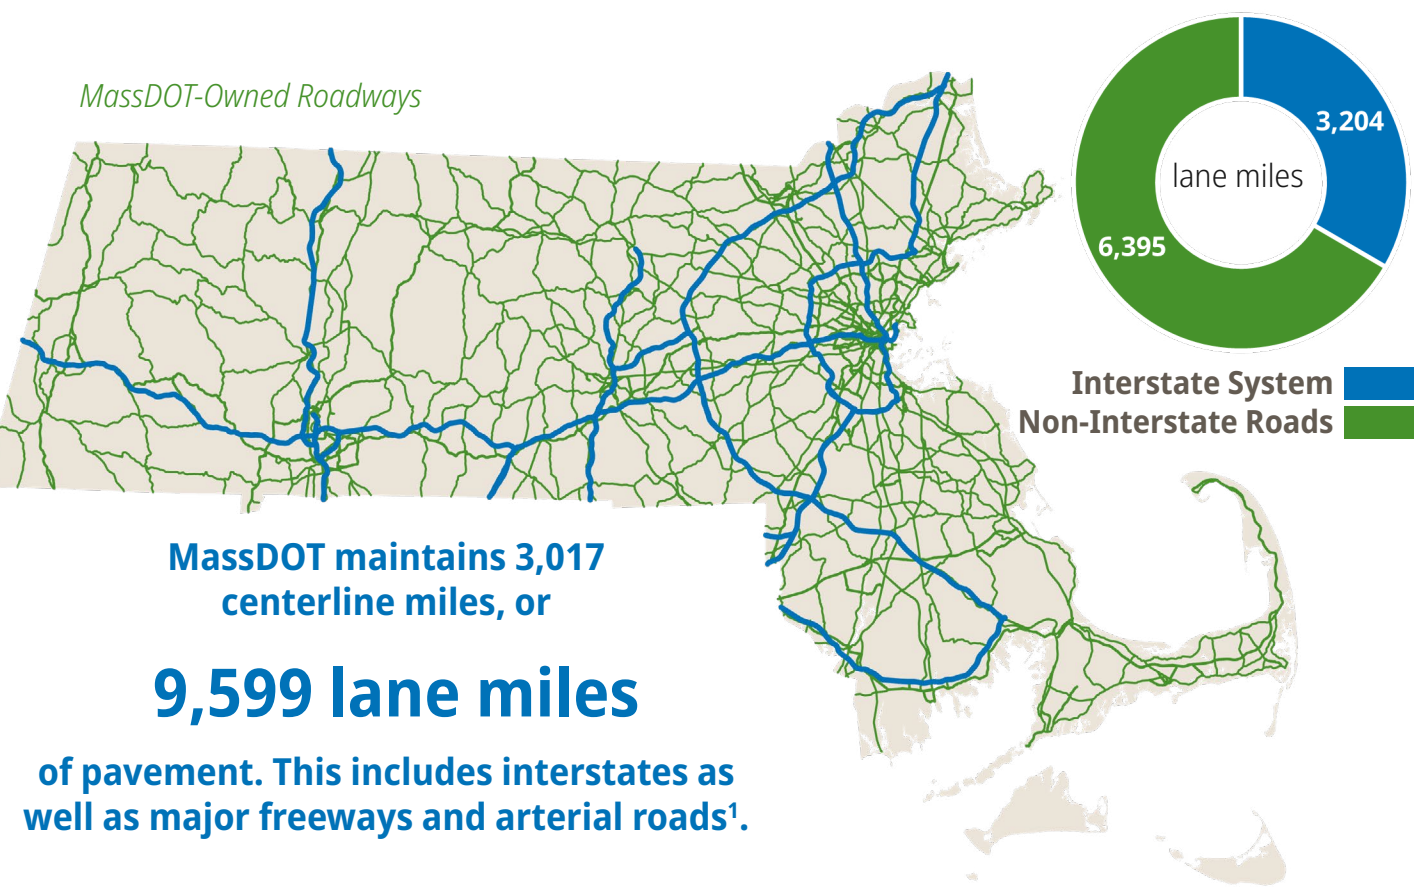 MassDOT-Owned Roadways
3,204
lane miles
6,395
Interstate System
Non-Interstate Roads
MassDOT maintains 3,017
centerline miles, or
9,599 lane miles
of pavement. This includes interstates as
well as major freeways and arterial roads¹.